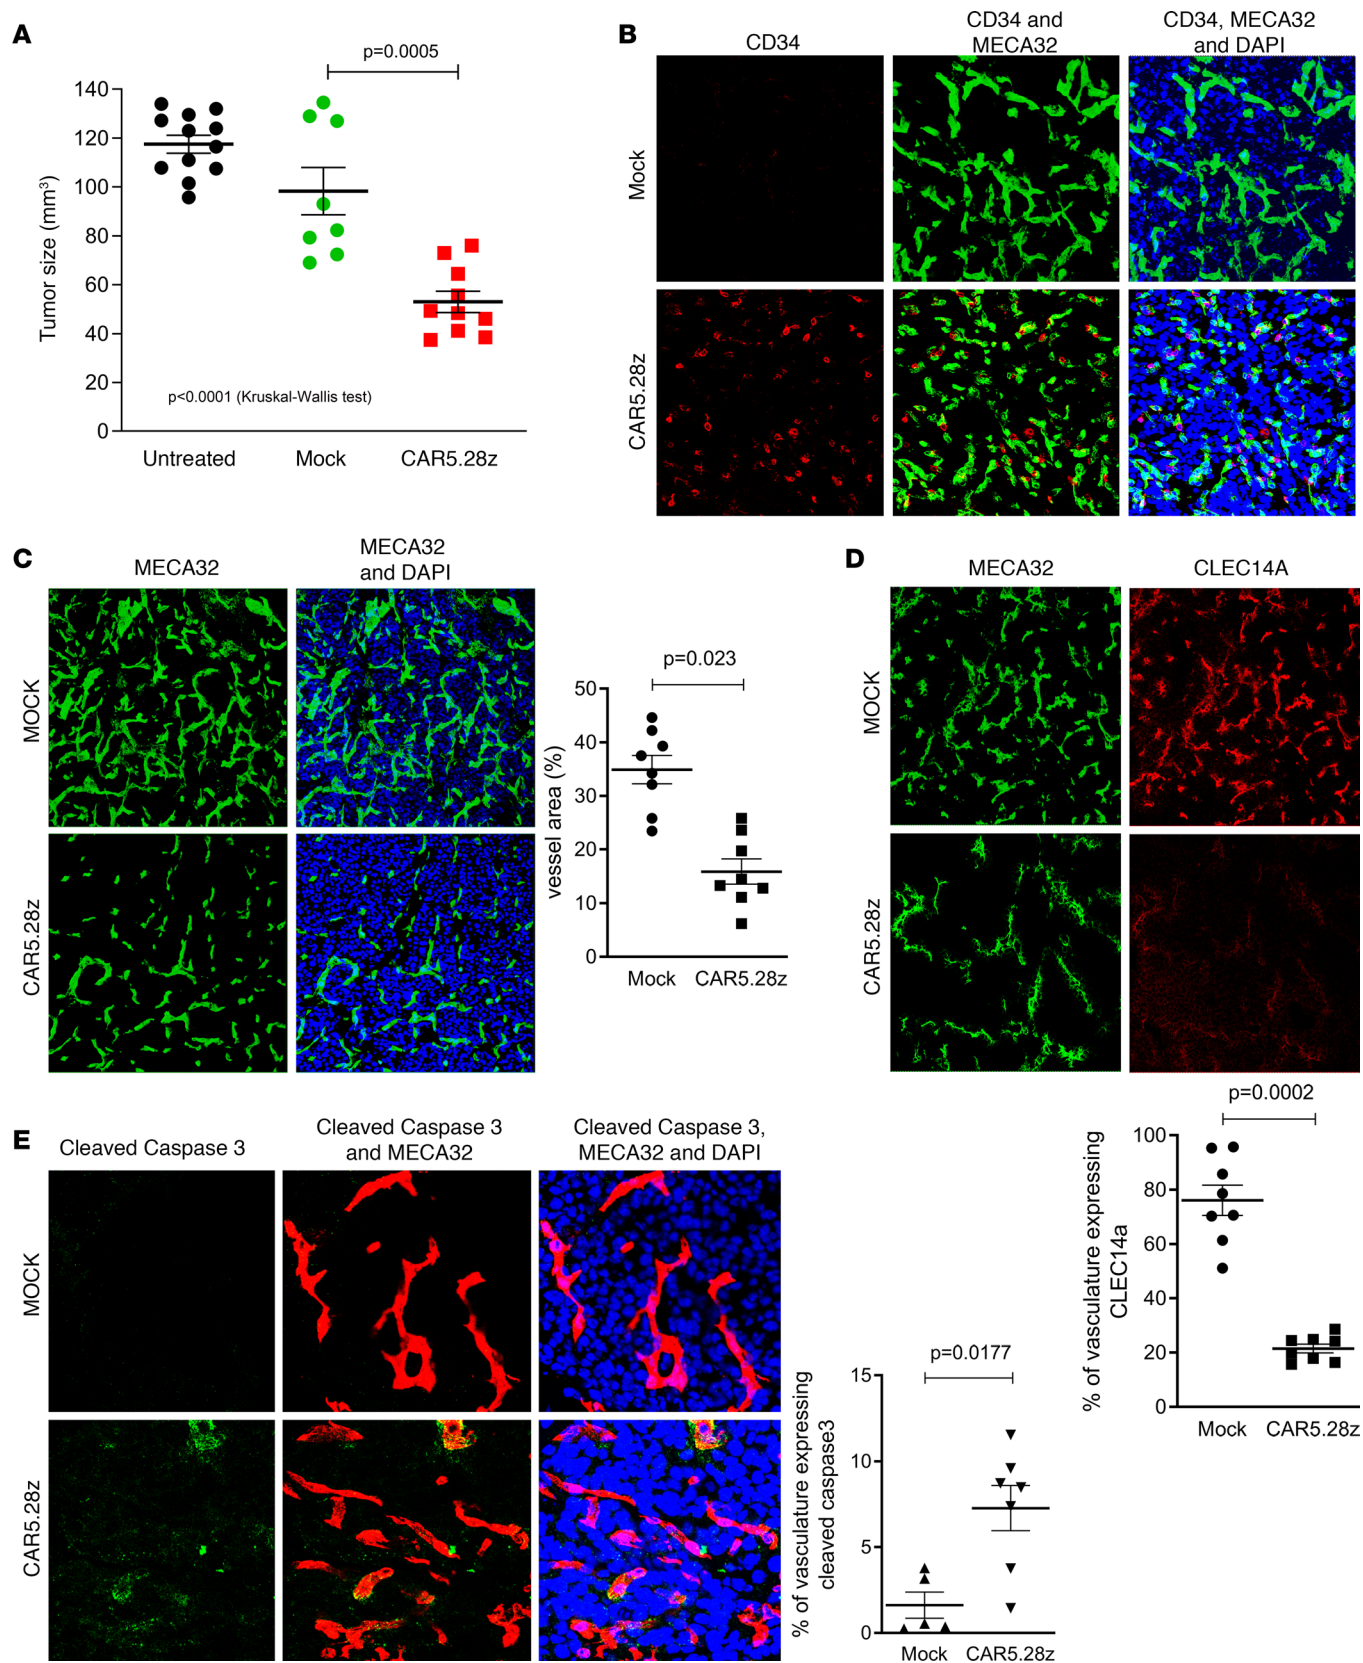 A
p=0.0005
Tumor size (mm³)
140
120
100
80
60
40
20
0
p<0.0001 (Kruskal-Wallis test)
Untreated
Mock
CAR5.28z
B
CD34
CD34 and
MECA32
CD34, MECA32
and DAPI
Mock
CAR5.28z
C
MECA32
MECA32
and DAPI
MOCK
CAR5.28z
p=0.023
vessel area (%)
50
40
30
20
10
0
Mock
CAR5.28z
D
MECA32
CLEC14A
MOCK
CAR5.28z
p=0.0002
% of vasculature expressing
CLEC14a
100
80
60
40
20
0
Mock
CAR5.28z
E
Cleaved Caspase 3
Cleaved Caspase 3
and MECA32
Cleaved Caspase 3,
MECA32 and DAPI
MOCK
CAR5.28z
p=0.0177
% of vasculature expressing
cleaved caspase3
15
10
5
0
Mock
CAR5.28z